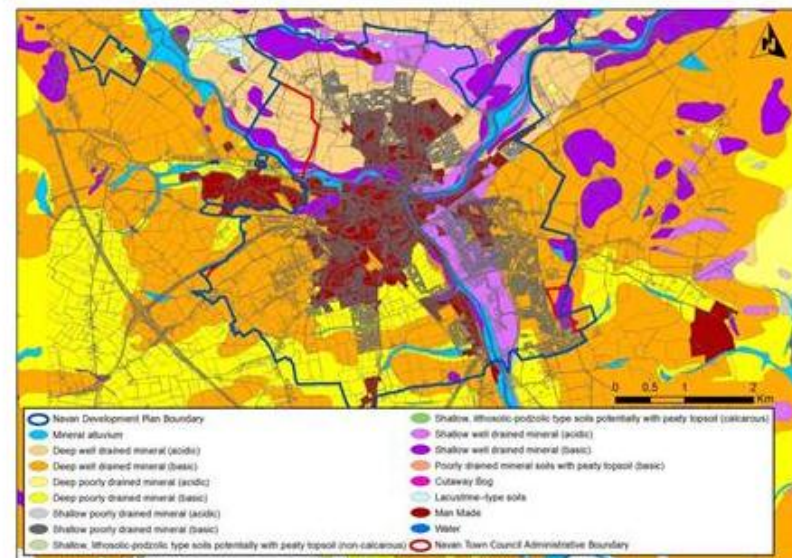 0 0.5 1 2
Km
Navan Development Plan Boundary
Mineral alluvium
Deep well drained mineral (acidic)
Deep well drained mineral (basic)
Deep poorly drained mineral (acidic)
Deep poorly drained mineral (basic)
Shallow poorly drained mineral (acidic)
Shallow poorly drained mineral (basic)
Shallow, lithosolic-podzolic type soils potentially with peaty topsoil (non-calcarous)
Shallow, lithosolic-podzolic type soils potentially with peaty topsoil (calcarous)
Shallow well drained mineral (acidic)
Shallow well drained mineral (basic)
Poorly drained mineral soils with peaty topsoil (basic)
Cutaway Bog
Lacustrine-type soils
Man Made
Water
Navan Town Council Administrative Boundary